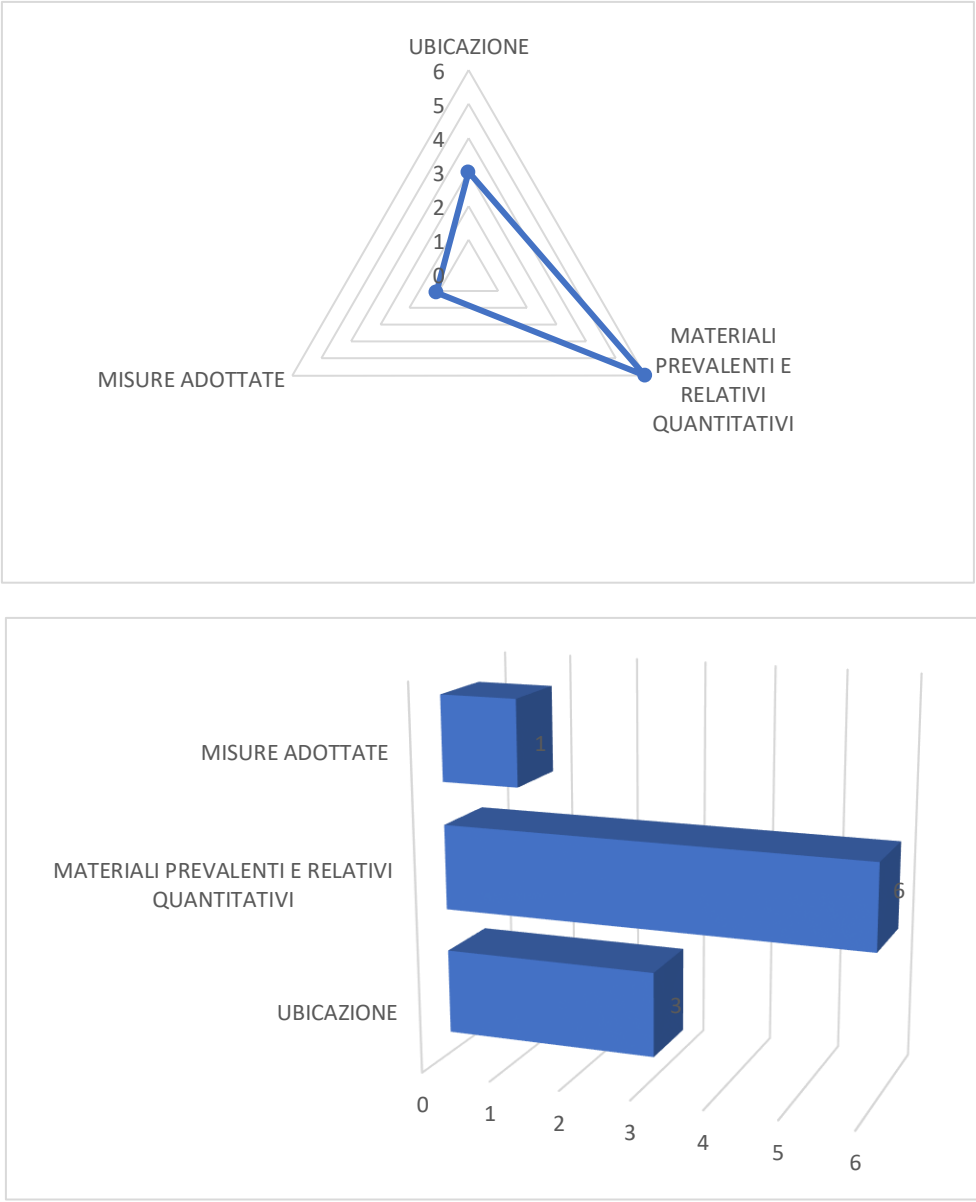 UBICAZIONE
6
5
4
3
2
1
0
MATERIALI
PREVALENTI E
RELATIVI
QUANTITATIVI
MISURE ADOTTATE
MISURE ADOTTATE
1
MATERIALI PREVALENTI E RELATIVI
QUANTITATIVI
6
UBICAZIONE
3
0
1
2
3
4
5
6